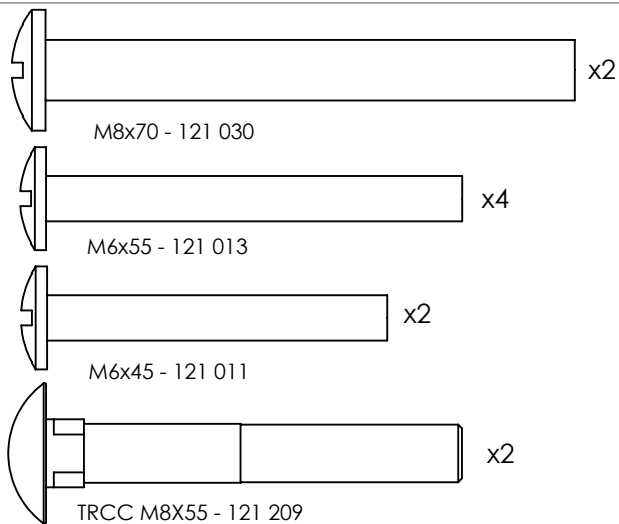 x2
M8x70 - 121 030
x4
M6x55 - 121 013
x2
M6x45 - 121 011
x2
TRCC M8X55 - 121 209